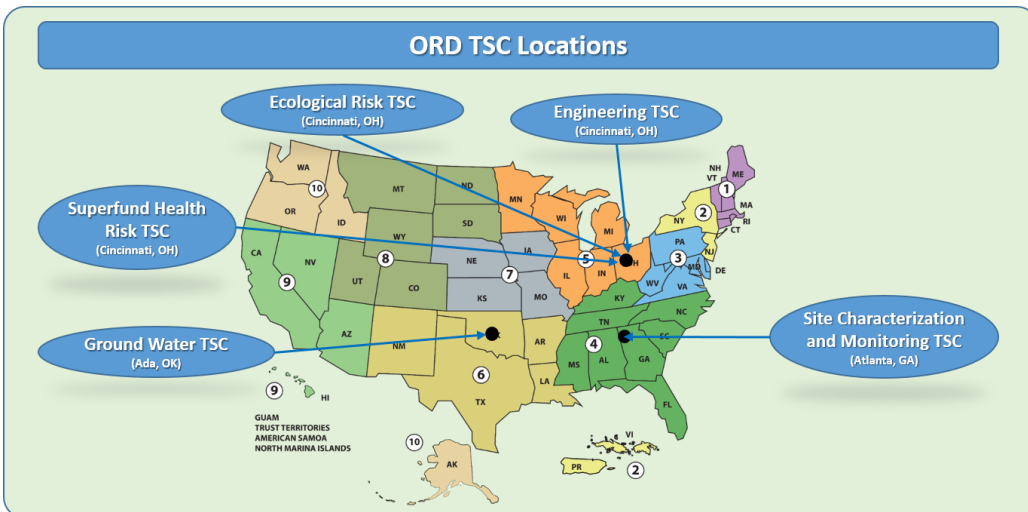 ORD TSC Locations
Ecological Risk TSC
(Cincinnati, OH)
Engineering TSC
(Cincinnati, OH)
Superfund Health
Risk TSC
(Cincinnati, OH)
Ground Water TSC
(Ada, OK)
Site Characterization
and Monitoring TSC
(Atlanta, GA)
WA
10
OR
ID
MT
ND
SD
WY
8
UT
CO
CA
NV
9
AZ
NE
KS
IA
MO
7
MN
WI
MI
5
IL
IN
H
NH
VT
ME
1
MA
RI
CT
NY
2
NJ
PA
3
MD
DE
WV
VA
KY
TN
NC
SC
4
MS
AL
GA
FL
NM
AR
LA
6
TX
9
HI
GUAM
TRUST TERRITORIES
AMERICAN SAMOA
NORTH MARINA ISLANDS
10
AK
VI
PR
2